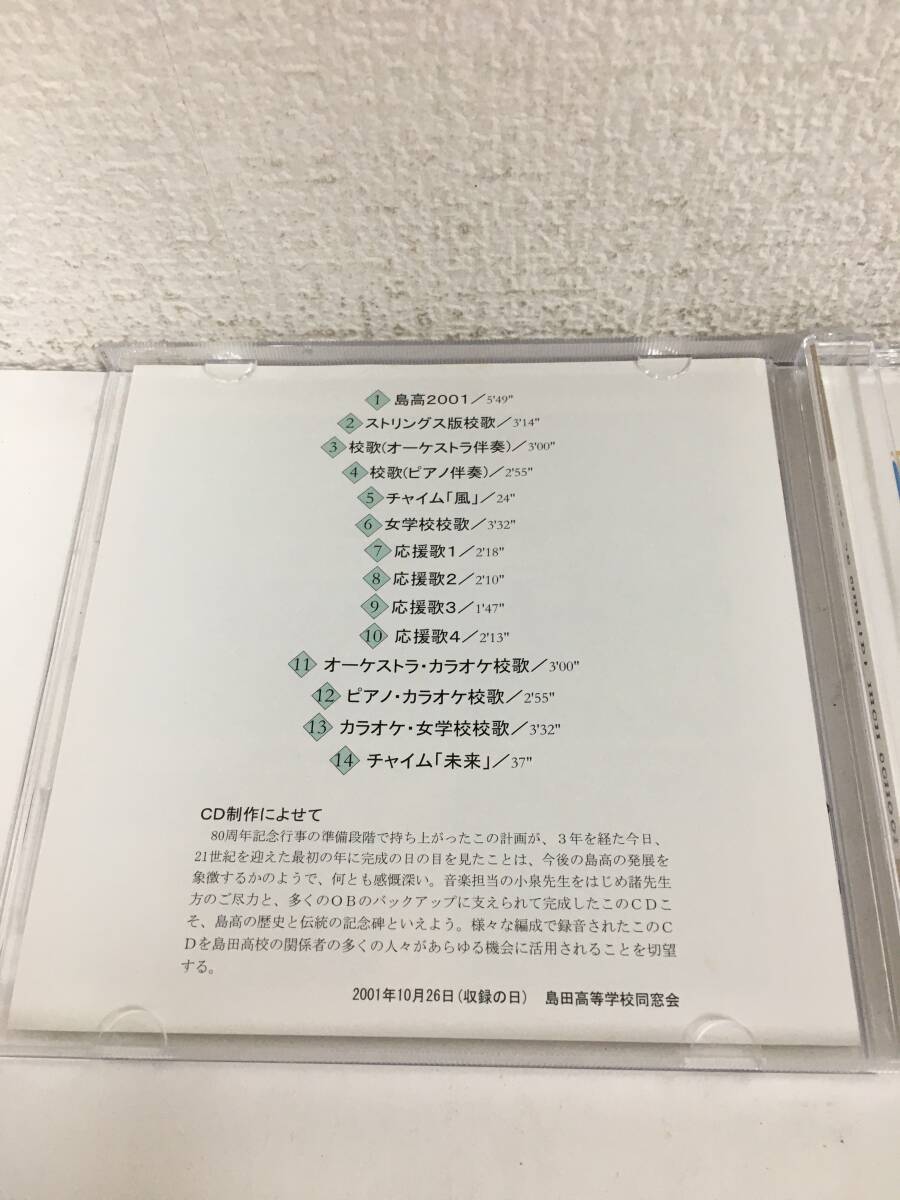 1 島高2001／5'49"
2 ストリングス版校歌／3'14"
3 校歌(オーケストラ伴奏)／3'00"
4 校歌(ピアノ伴奏)／2'55"
5 チャイム「風」／24"
6 女学校校歌／3'32"
7 応援歌1／2'18"
8 応援歌2／2'10"
9 応援歌3／1'47"
10 応援歌4／2'13"
11 オーケストラ・カラオケ校歌／3'00"
12 ピアノ・カラオケ校歌／2'55"
13 カラオケ・女学校校歌／3'32"
14 チャイム「未来」／37"
CD制作によせて
80周年記念行事の準備段階で持ち上がったこの計画が、３年を経た今日、
21世紀を迎えた最初の年に完成の日の目を見たことは、今後の島高の発展を
象徴するかのようで、何とも感慨深い。音楽担当の小泉先生をはじめ諸先生
方のご尽力と、多くのＯＢのバックアップに支えられて完成したこのＣＤこ
そ、島高の歴史と伝統の記念碑といえよう。様々な編成で録音されたこのＣ
Ｄを島田高校の関係者の多くの人々があらゆる機会に活用されることを切望
する。
2001年10月26日(収録の日)　島田高等学校同窓会